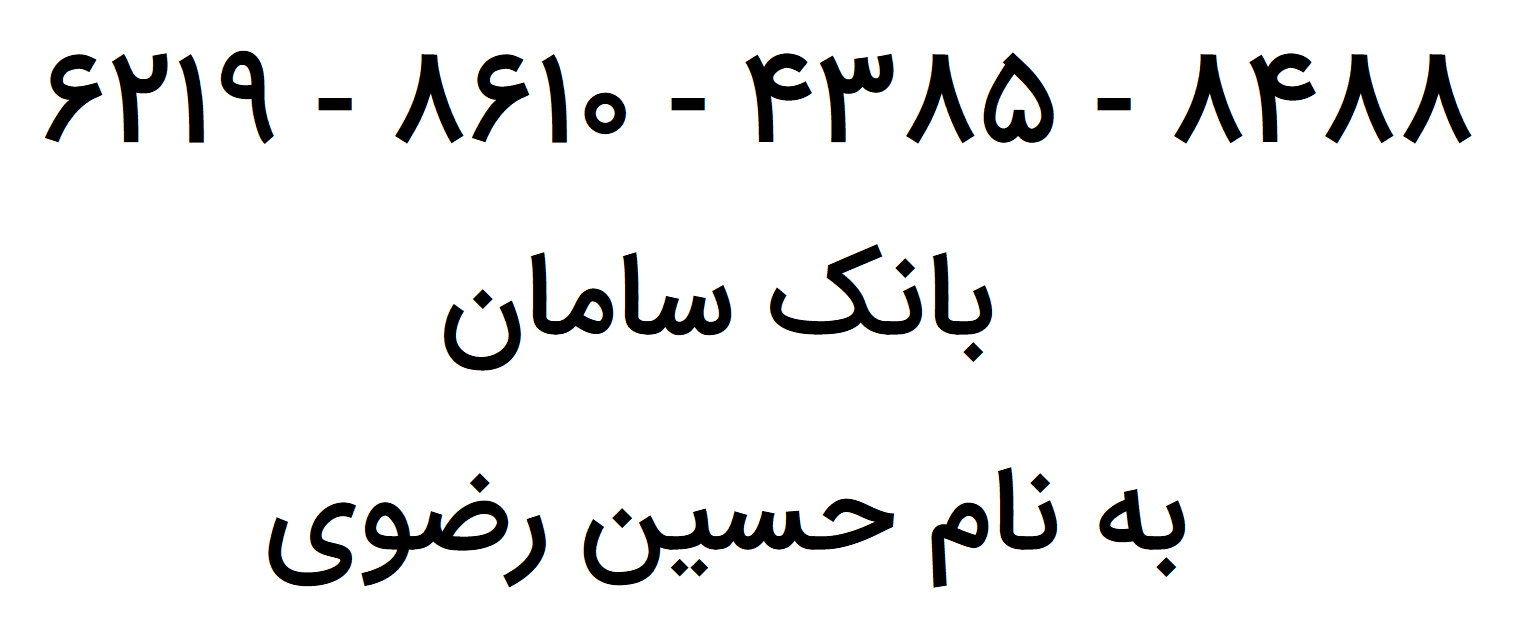 ۶۲۱۹ - ۸۶۱۰ - ۴۳۸۵ - ۸۴۸۸
بانک سامان
به نام حسین رضوی